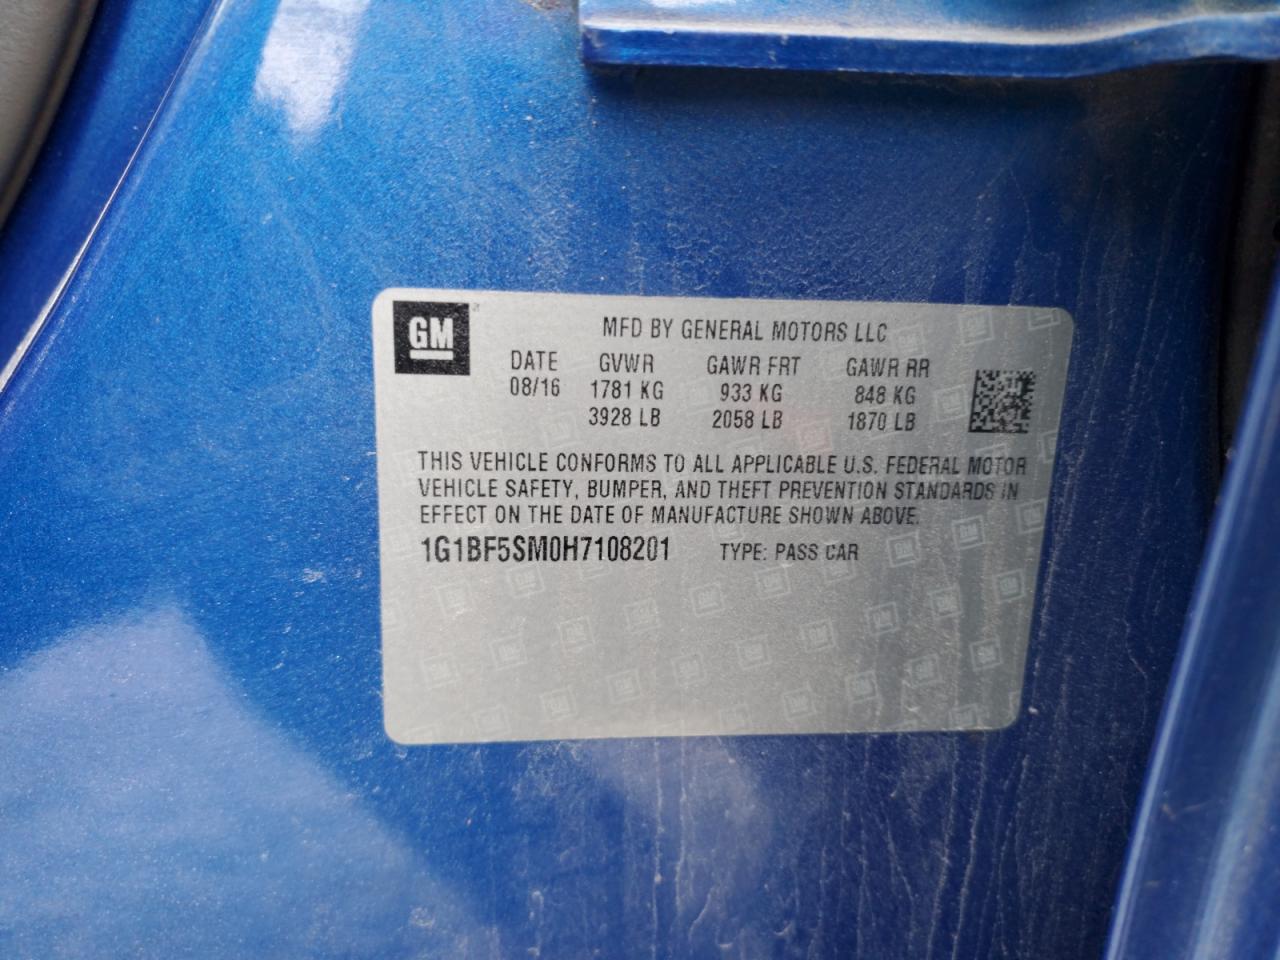 GM
MFD BY GENERAL MOTORS LLC
DATE GVWR GAWR FRT GAWR RR
08/16 1781 KG 933 KG 848 KG
3928 LB 2058 LB 1870 LB
THIS VEHICLE CONFORMS TO ALL APPLICABLE U.S. FEDERAL MOTOR
VEHICLE SAFETY, BUMPER, AND THEFT PREVENTION STANDARDS IN
EFFECT ON THE DATE OF MANUFACTURE SHOWN ABOVE.
1G1BF5SM0H7108201 TYPE: PASS CAR